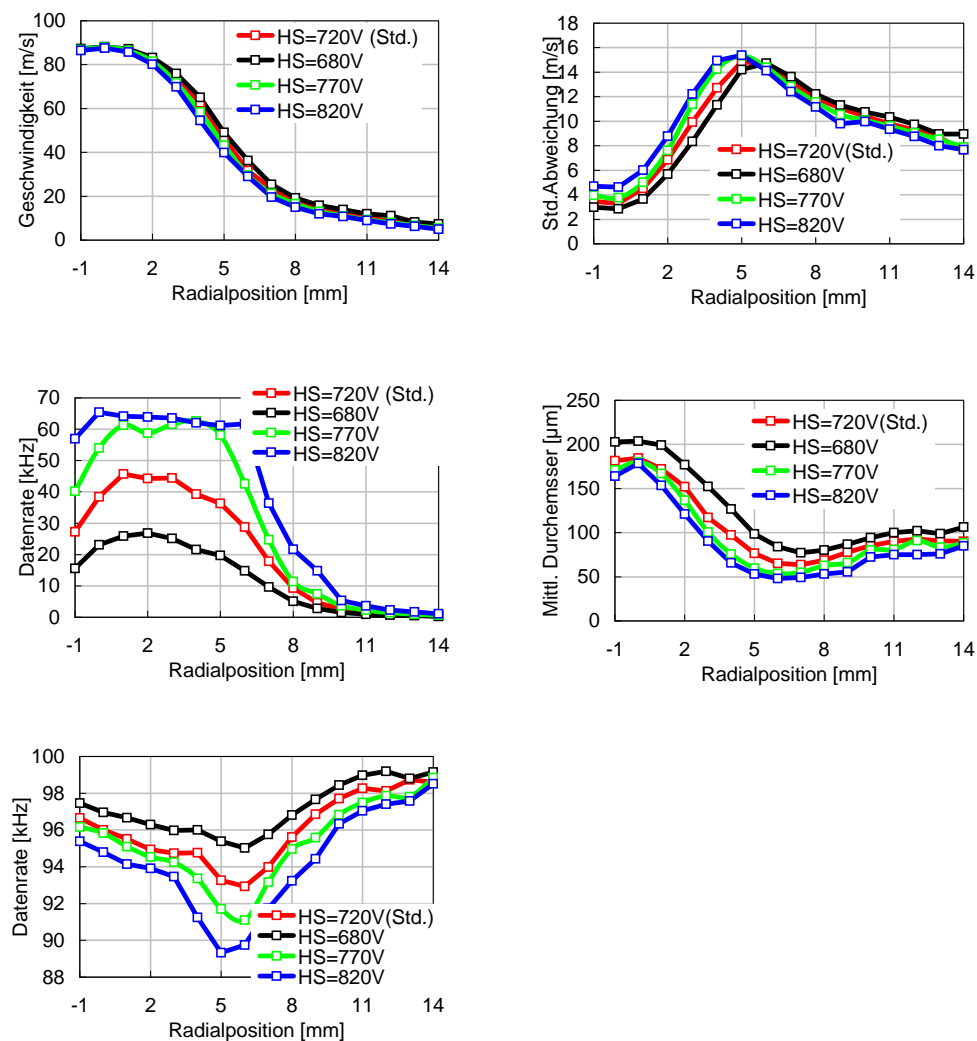 Geschwindigkeit [m/s]
100
80
60
40
20
0
HS=720V (Std.)
HS=680V
HS=770V
HS=820V
-1 2 5 8 11 14
Radialposition [mm]
Std.Abweichung [m/s]
18
16
14
12
10
8
6
4
2
0
HS=720V(Std.)
HS=680V
HS=770V
HS=820V
-1 2 5 8 11 14
Radialposition [mm]
Datenrate [kHz]
70
60
50
40
30
20
10
0
HS=720V (Std.)
HS=680V
HS=770V
HS=820V
-1 2 5 8 11 14
Radialposition [mm]
Mittl. Durchemsser [µm]
250
200
150
100
50
0
HS=720V(Std.)
HS=680V
HS=770V
HS=820V
-1 2 5 8 11 14
Radialposition [mm]
Datenrate [kHz]
100
98
96
94
92
90
88
HS=720V(Std.)
HS=680V
HS=770V
HS=820V
-1 2 5 8 11 14
Radialposition [mm]